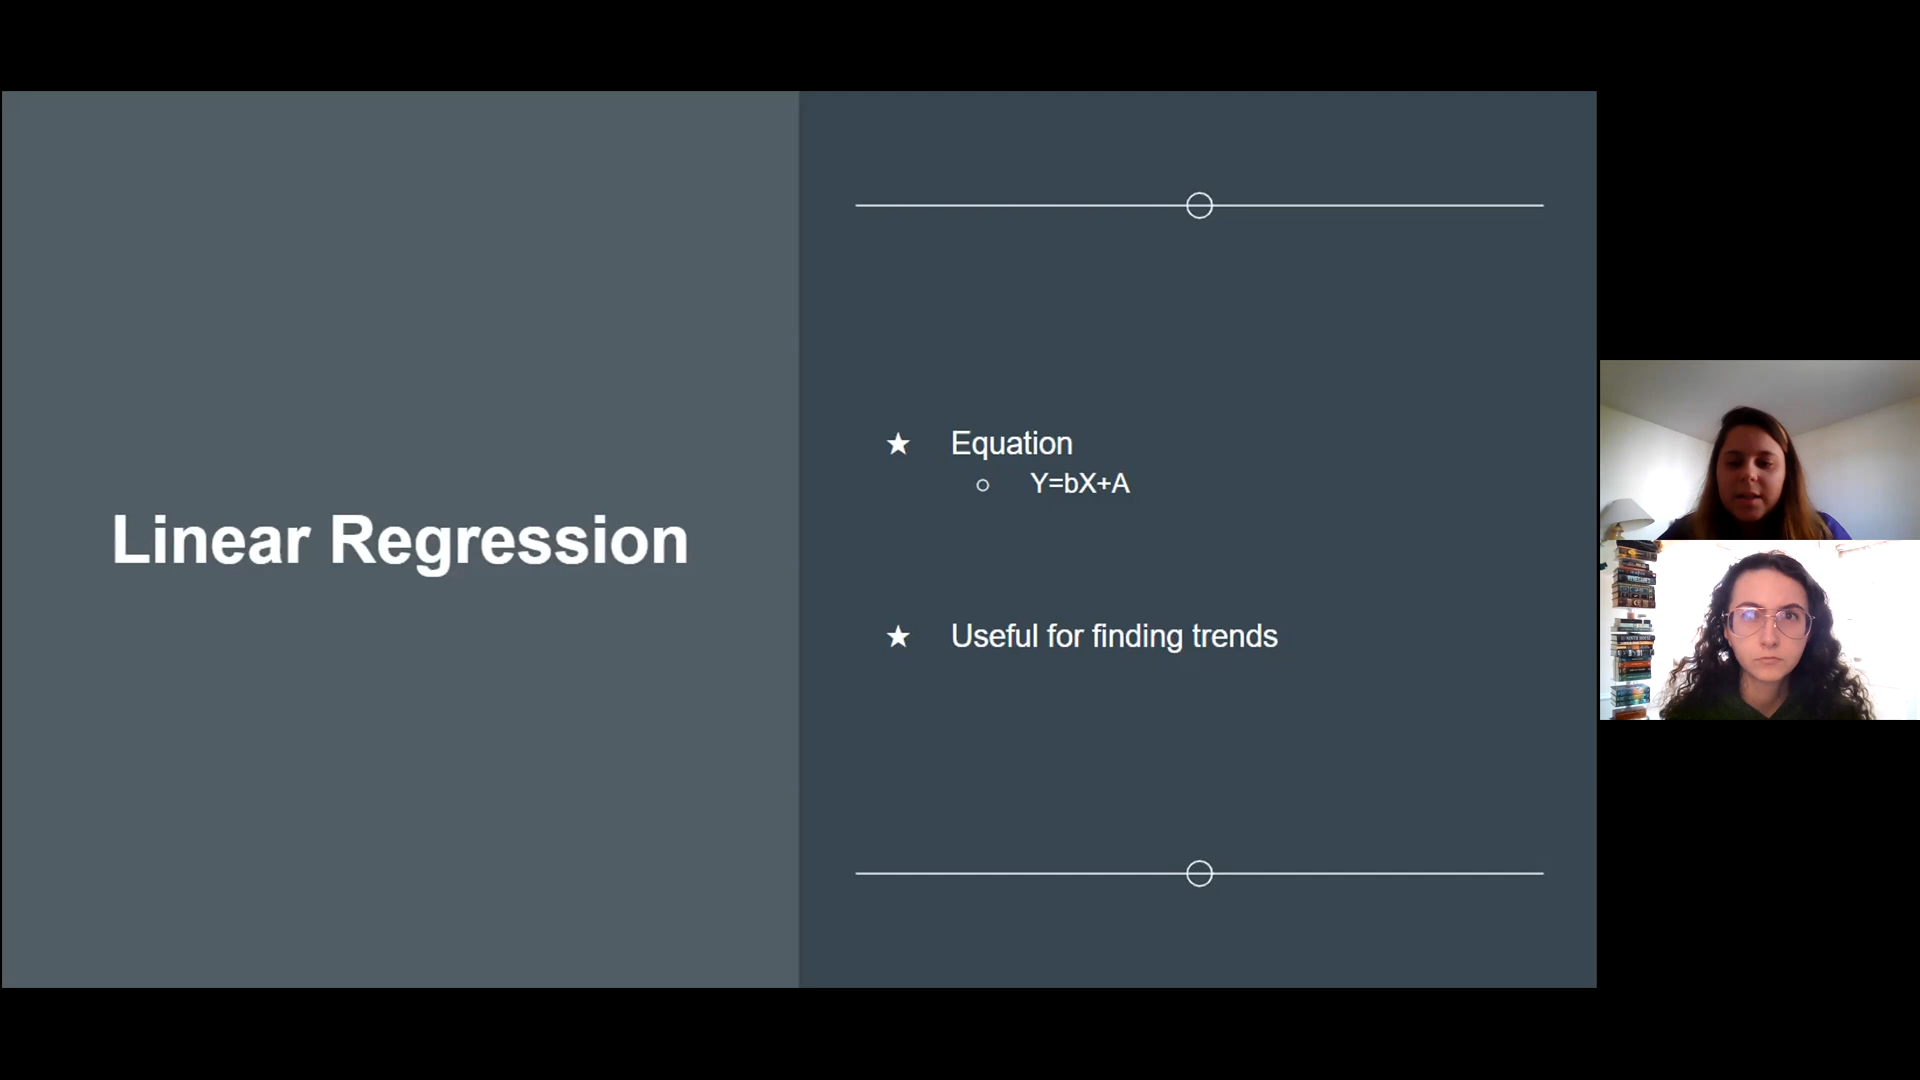 Linear Regression
★ Equation
○ Y=bX+A
★ Useful for finding trends